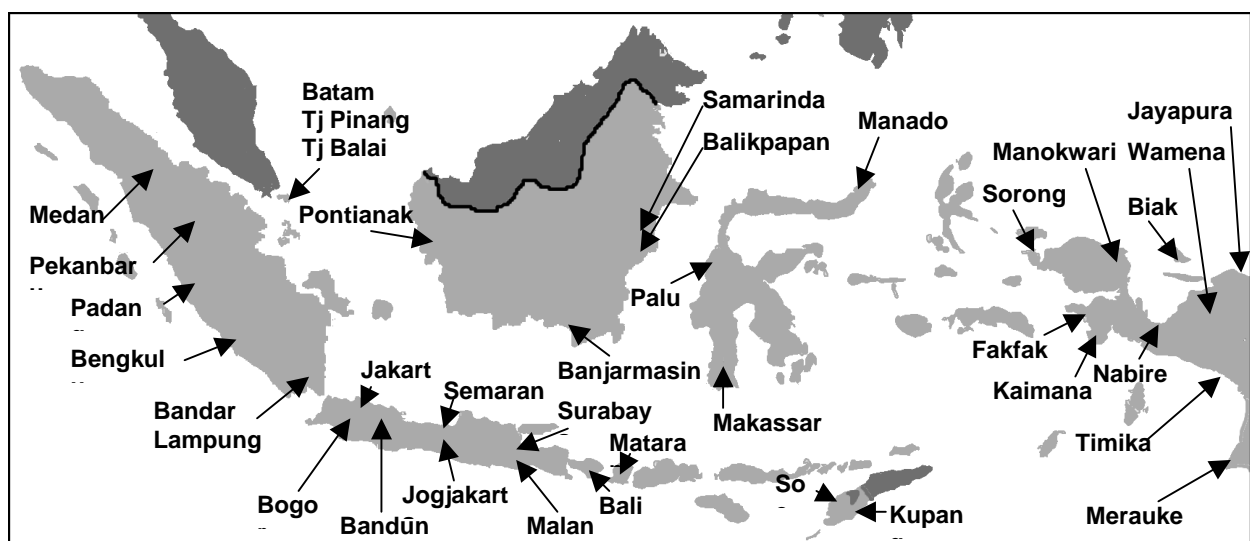 Batam
Tj Pinang
Tj Balai
Medan
Pekanbar
Padan
Bengkul
Bandar
Lampung
Pontianak
Samarinda
Balikpapan
Manado
Palu
Banjarmasin
Makassar
Jakart
Semaran
Surabay
Matara
Bogo
Bandun
Jogjakart
Malan
Bali
So
Kupan
Sorong
Manokwari
Biak
Wamena
Jayapura
Fakfak
Kaimana
Nabire
Timika
Merauke